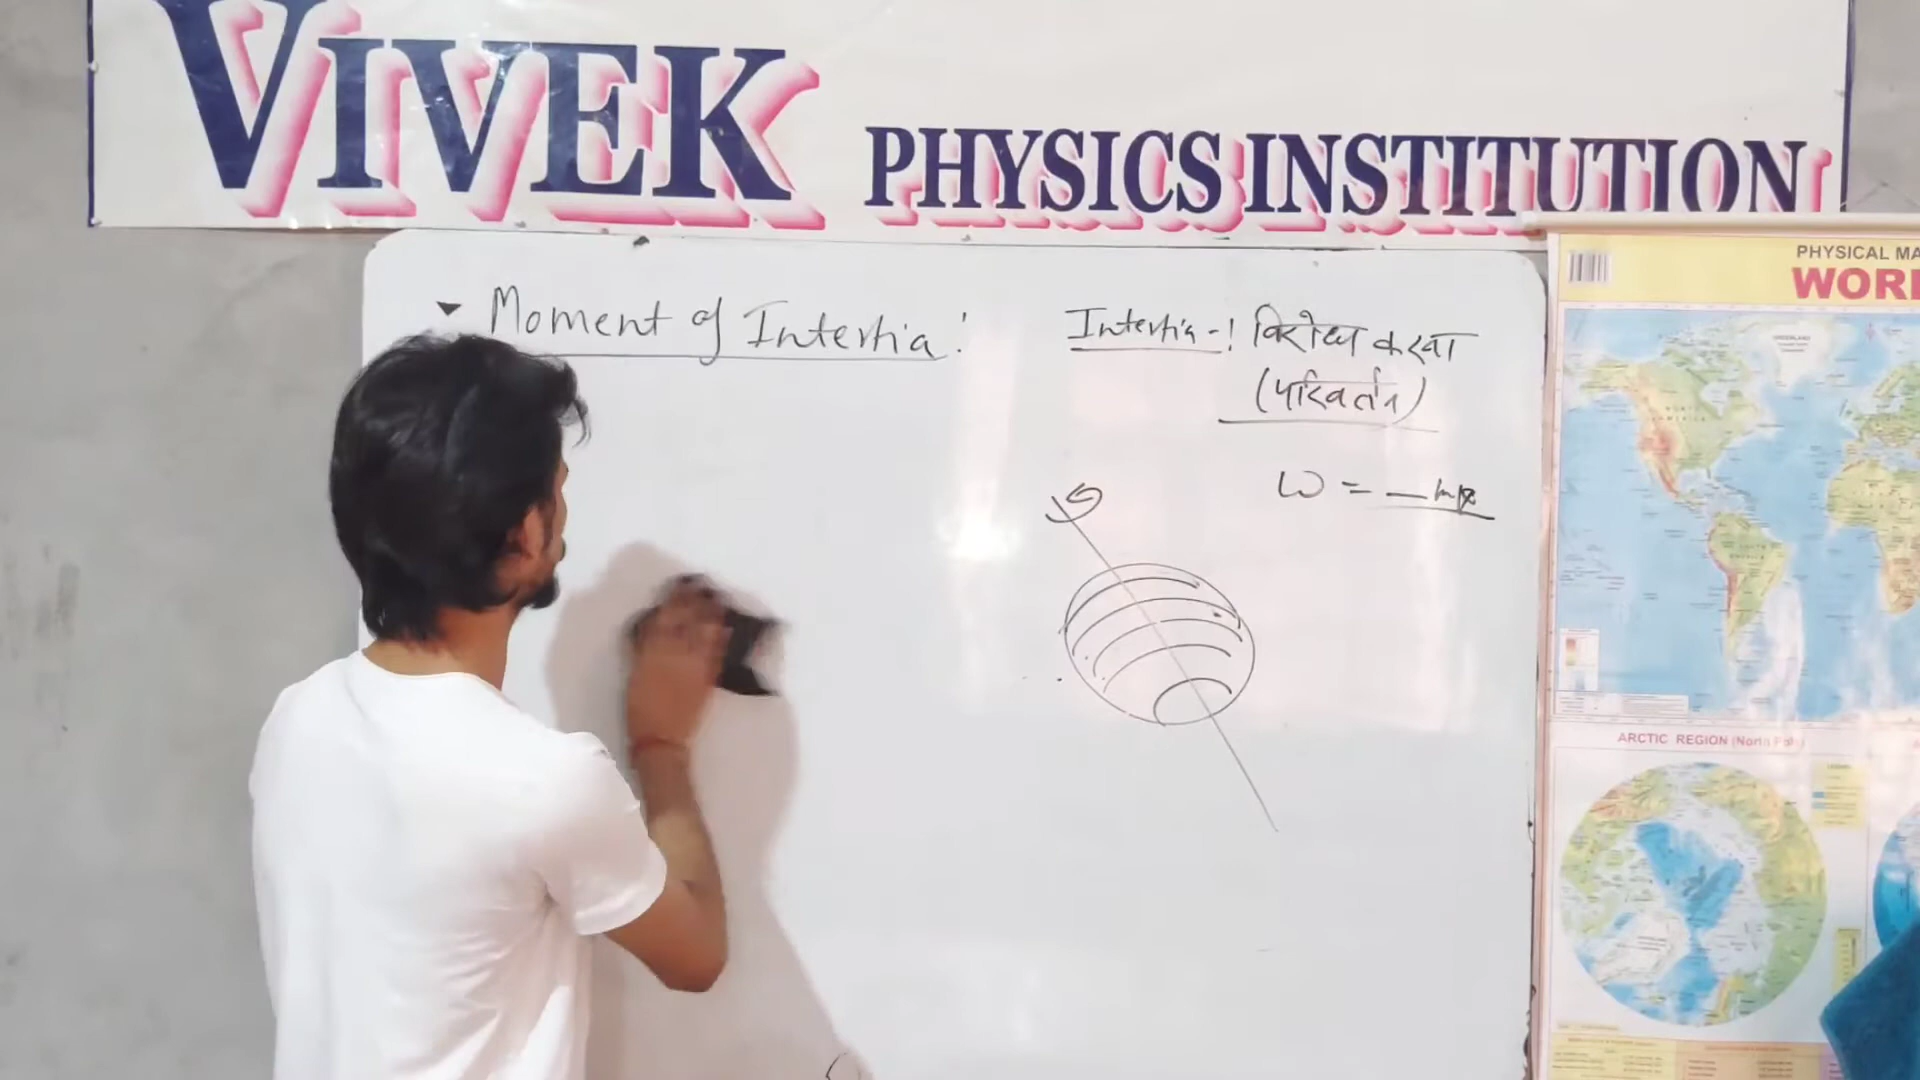 VIVEK PHYSICS INSTITUTION
Moment of Intertia :
Intertia - ! विरोध करना
(परिवर्तन)
ω =
PHYSICAL MA
WORL
ARCTIC REGION (North Pole)